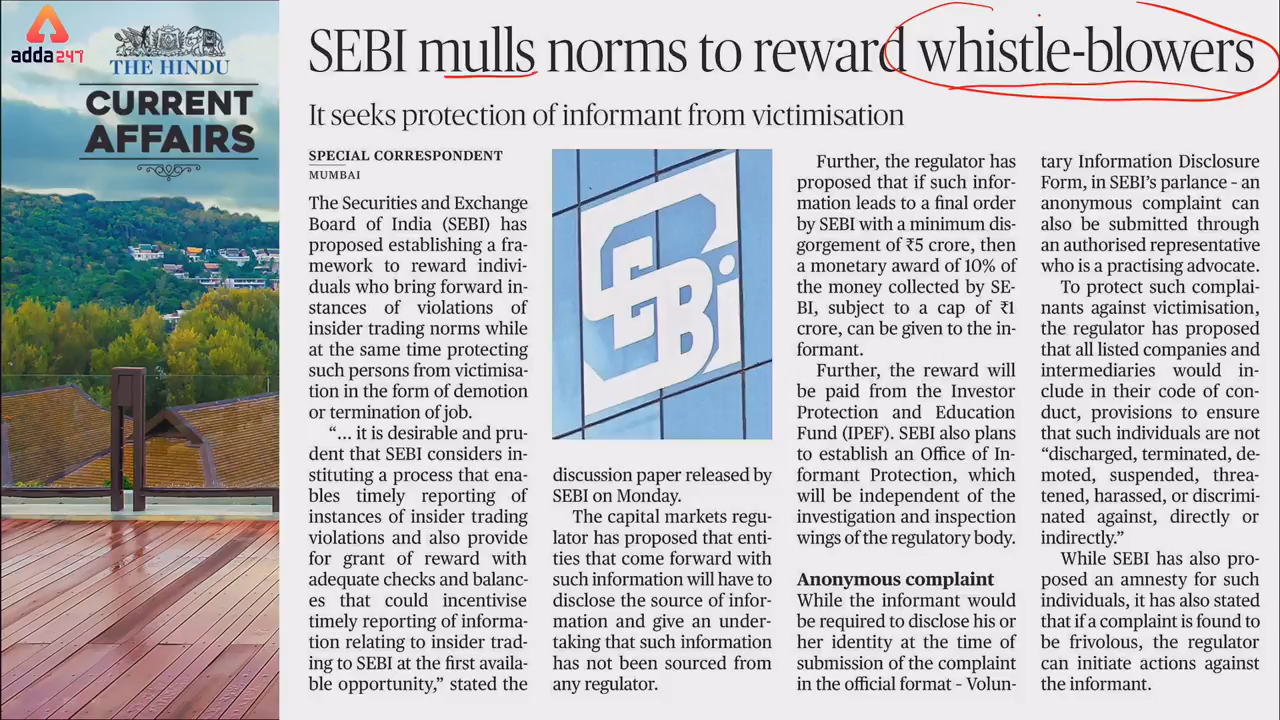 adda247
THE HINDU
CURRENT
AFFAIRS
SEBI mulls norms to reward whistle-blowers
It seeks protection of informant from victimisation
SPECIAL CORRESPONDENT
MUMBAI
The Securities and Exchange
Board of India (SEBI) has
proposed establishing a fra-
mework to reward indivi-
duals who bring forward in-
stances of violations of
insider trading norms while
at the same time protecting
such persons from victimisa-
tion in the form of demotion
or termination of job.
“... it is desirable and pru-
dent that SEBI considers in-
stituting a process that ena-
bles timely reporting of
instances of insider trading
violations and also provide
for grant of reward with
adequate checks and balanc-
es that could incentivise
timely reporting of informa-
tion relating to insider trad-
ing to SEBI at the first availa-
ble opportunity,” stated the
SEBi
discussion paper released by
SEBI on Monday.
The capital markets regu-
lator has proposed that enti-
ties that come forward with
such information will have to
disclose the source of infor-
mation and give an under-
taking that such information
has not been sourced from
any regulator.
Further, the regulator has
proposed that if such infor-
mation leads to a final order
by SEBI with a minimum dis-
gorgement of ₹5 crore, then
a monetary award of 10% of
the money collected by SE-
BI, subject to a cap of ₹1
crore, can be given to the in-
formant.
Further, the reward will
be paid from the Investor
Protection and Education
Fund (IPEF). SEBI also plans
to establish an Office of In-
formant Protection, which
will be independent of the
investigation and inspection
wings of the regulatory body.
Anonymous complaint
While the informant would
be required to disclose his or
her identity at the time of
submission of the complaint
in the official format – Volun-
tary Information Disclosure
Form, in SEBI’s parlance – an
anonymous complaint can
also be submitted through
an authorised representative
who is a practising advocate.
To protect such complai-
nants against victimisation,
the regulator has proposed
that all listed companies and
intermediaries would in-
clude in their code of con-
duct, provisions to ensure
that such individuals are not
“discharged, terminated, de-
moted, suspended, threa-
tened, harassed, or discrimi-
nated against, directly or
indirectly.”
While SEBI has also pro-
posed an amnesty for such
individuals, it has also stated
that if a complaint is found to
be frivolous, the regulator
can initiate actions against
the informant.